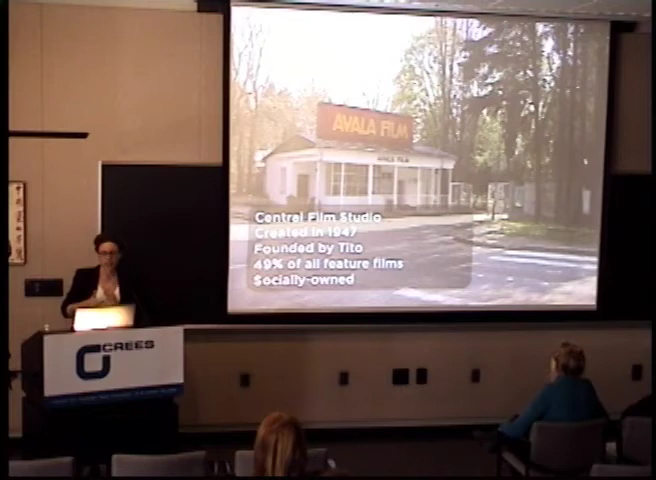 AVALA FILM
AVALA FILM
Central Film Studio
Created in 1947
Founded by Tito
49% of all feature films
Socially-owned
CREES